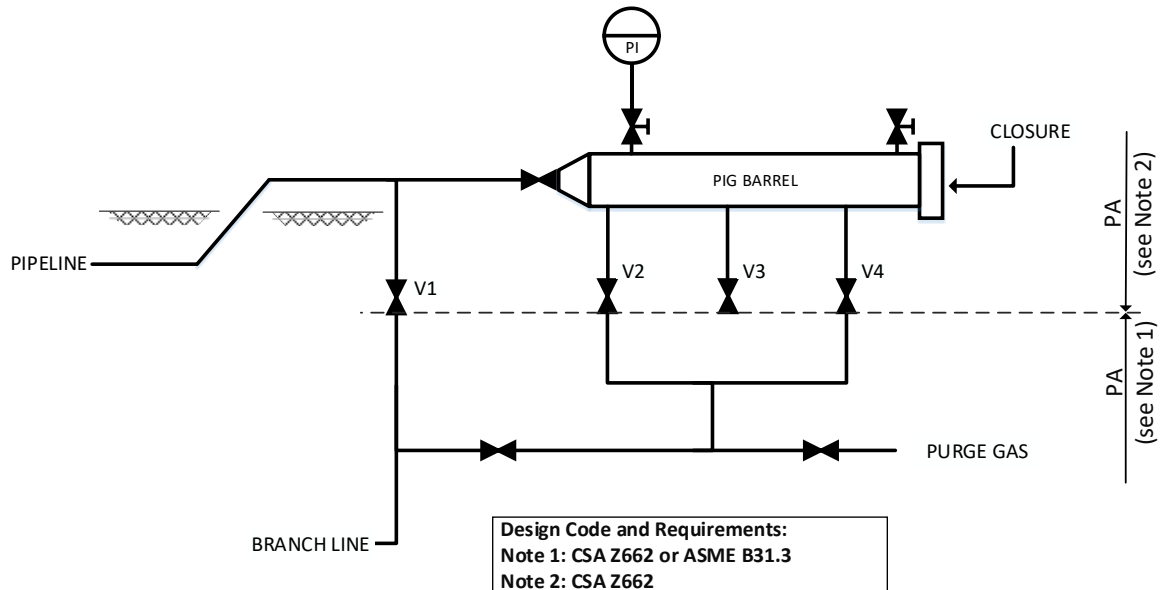 PI
CLOSURE
PIG BARREL
PA
(see Note 2)
PIPELINE
V1
V2
V3
V4
PA
(see Note 1)
PURGE GAS
BRANCH LINE
Design Code and Requirements:
Note 1: CSA Z662 or ASME B31.3
Note 2: CSA Z662